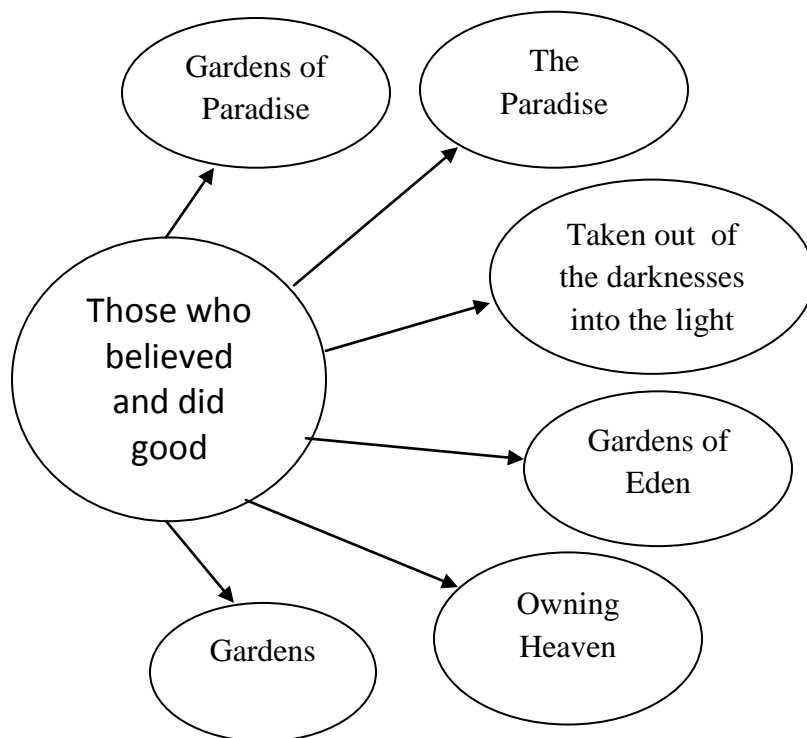 Gardens of
Paradise
The
Paradise
Taken out of
the darknesses
into the light
Those who
believed
and did
good
Gardens of
Eden
Owning
Heaven
Gardens